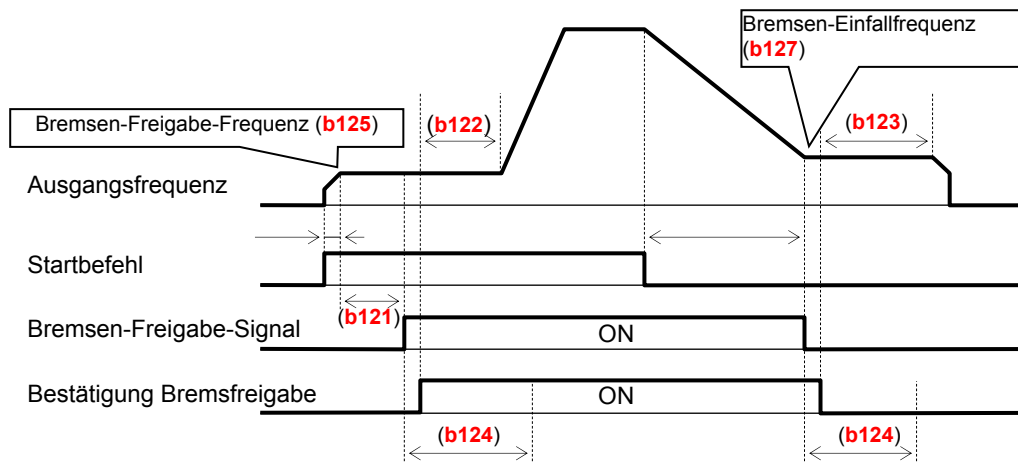 Bremsen-Einfallfrequenz
(b127)
Bremsen-Freigabe-Frequenz (b125)
(b122)
(b123)
Ausgangsfrequenz
Startbefehl
(b121)
Bremsen-Freigabe-Signal
ON
Bestätigung Bremsfreigabe
ON
(b124)
(b124)